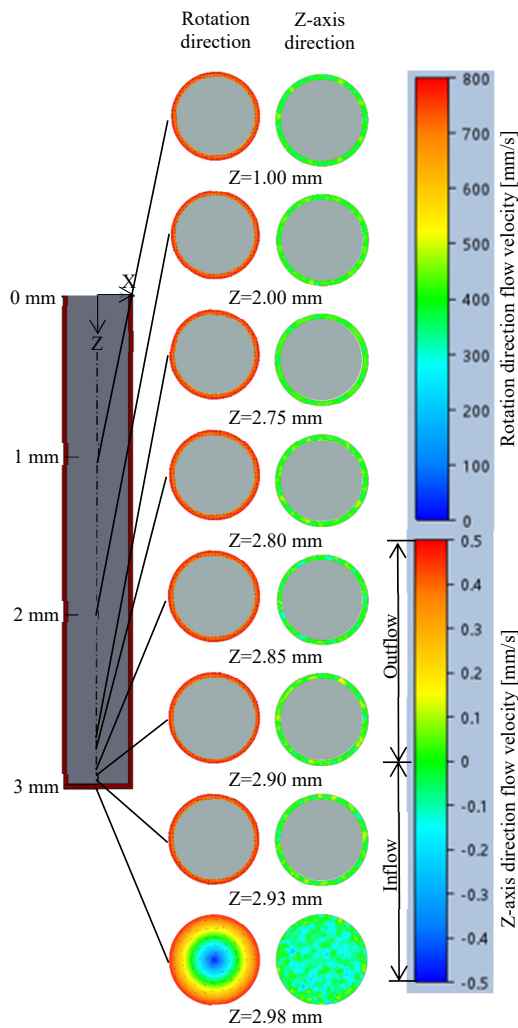 Rotation
direction
Z-axis
direction
Z=1.00 mm
Z=2.00 mm
Z=2.75 mm
Z=2.80 mm
Z=2.85 mm
Z=2.90 mm
Z=2.93 mm
Z=2.98 mm
X
Z
0 mm
1 mm
2 mm
3 mm
800
700
600
500
400
300
200
100
0
Rotation direction flow velocity [mm/s]
0.5
0.4
0.3
0.2
0.1
0
-0.1
-0.2
-0.3
-0.4
-0.5
Z-axis direction flow velocity [mm/s]
Outflow
Inflow